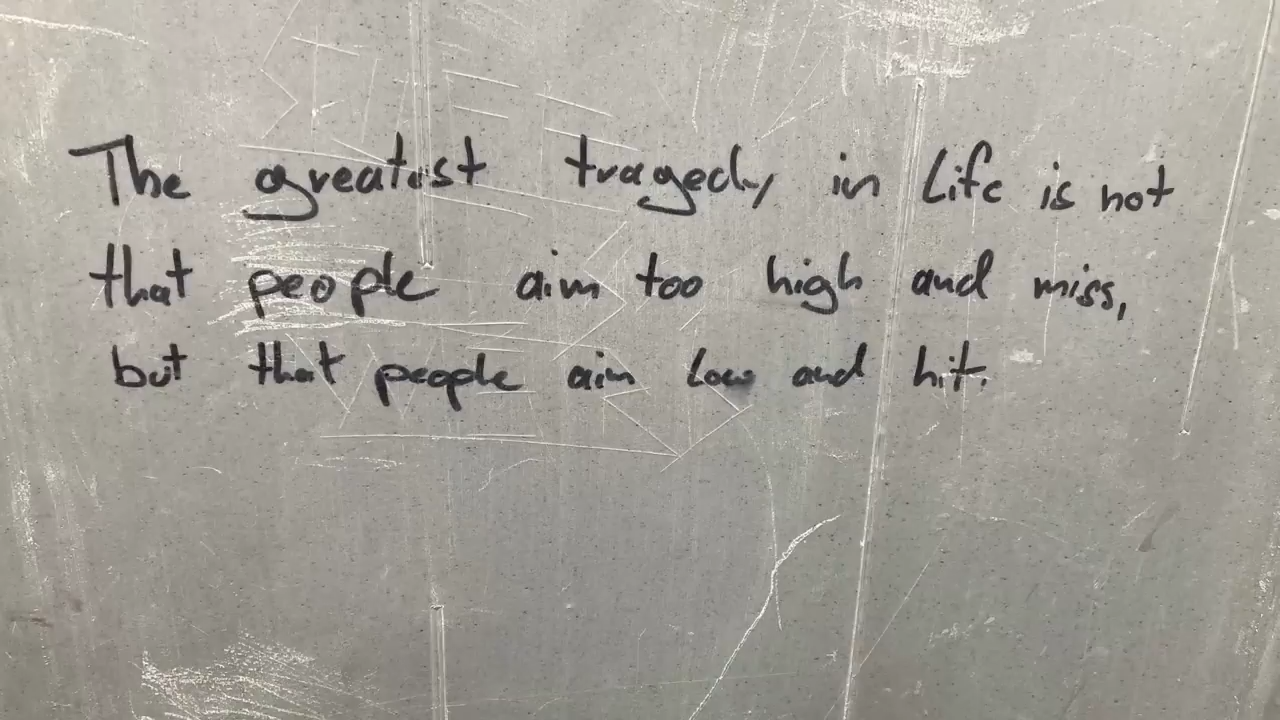 The greatest tragedy in Life is not
that people aim too high and miss,
but that people aim Low and hit.